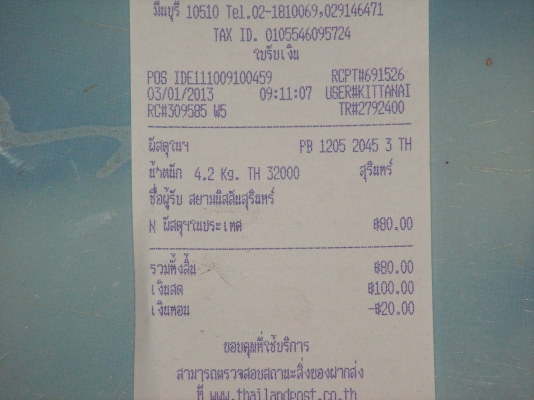 มีนบุรี 10510 Tel.02-1810069,029146471
TAX ID. 0105546095724
ใบรับเงิน
POS IDE111009100459 RCPT#691526
03/01/2013 09:11:07 USER#KITTANAI
RC#309585 W5 TR#2792400
พัสดุฯฯ PB 1205 2045 3 TH
น้ำหนัก 4.2 Kg. TH 32000 สุรินทร์
ชื่อผู้รับ สยามนิสสันสุรินทร์
N พัสดุฯในประเทศ ฿80.00
รวมทั้งสิ้น ฿80.00
เงินสด ฿100.00
เงินทอน -฿20.00
ขอบคุณที่ใช้บริการ
สามารถตรวจสอบสถานะสิ่งของฝากส่ง
ที่ www.thailandpost.co.th